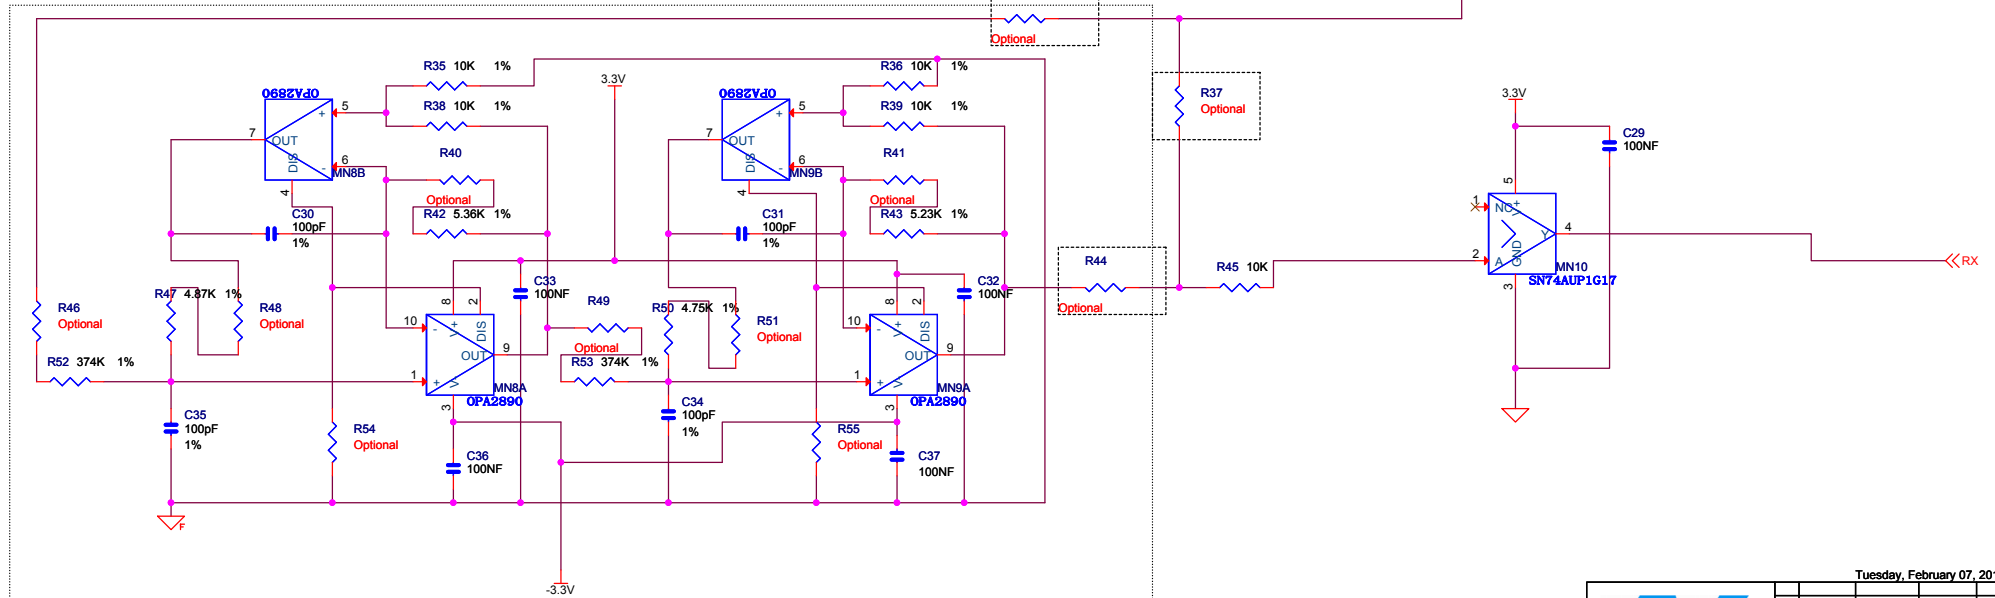 Optional
R35 10K 1%
R36 10K 1%
OPA2890
OPA2890
3.3V
R37
Optional
3.3V
5
R38 10K 1%
5
R39 10K 1%
+
+
C29
100NF
7
OUT
7
OUT
DIS
6
-
MN8B
R40
DIS
6
-
MN9B
R41
4
4
5
Optional
Optional
C30
100pF
1%
R42 5.36K 1%
C31
100pF
1%
R43 5.23K 1%
1
NC
V+
4
Y
2
A
GND
MN10
SN74AUP1G17
3
RX
R44
Optional
R45 10K
C33
100NF
C32
100NF
R47 4.87K 1%
R46
Optional
R48
Optional
8
2
V+
DIS
10
-
OUT
9
1
+
V-
3
MN8A
OPA2890
R49
Optional
R50 4.75K 1%
R51
Optional
8
2
V+
DIS
10
-
OUT
9
1
+
V-
3
MN9A
OPA2890
R52 374K 1%
R53 374K 1%
C35
100pF
1%
R54
Optional
C34
100pF
1%
R55
Optional
C36
100NF
C37
100NF
F
-3.3V
Tuesday, February 07, 201